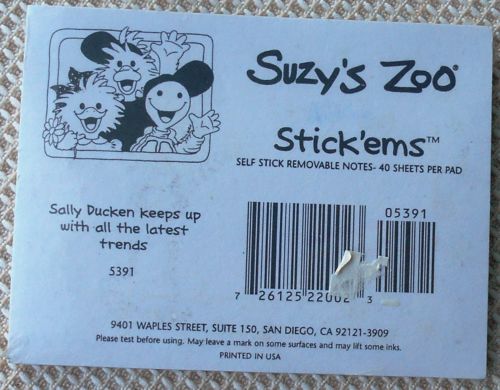 Suzy's Zoo®
Stick'ems™
SELF STICK REMOVABLE NOTES- 40 SHEETS PER PAD
Sally Ducken keeps up
with all the latest
trends
5391
05391
7 26125 22002 3
9401 WAPLES STREET, SUITE 150, SAN DIEGO, CA 92121-3909
Please test before using. May leave a mark on some surfaces and may lift some inks.
PRINTED IN USA